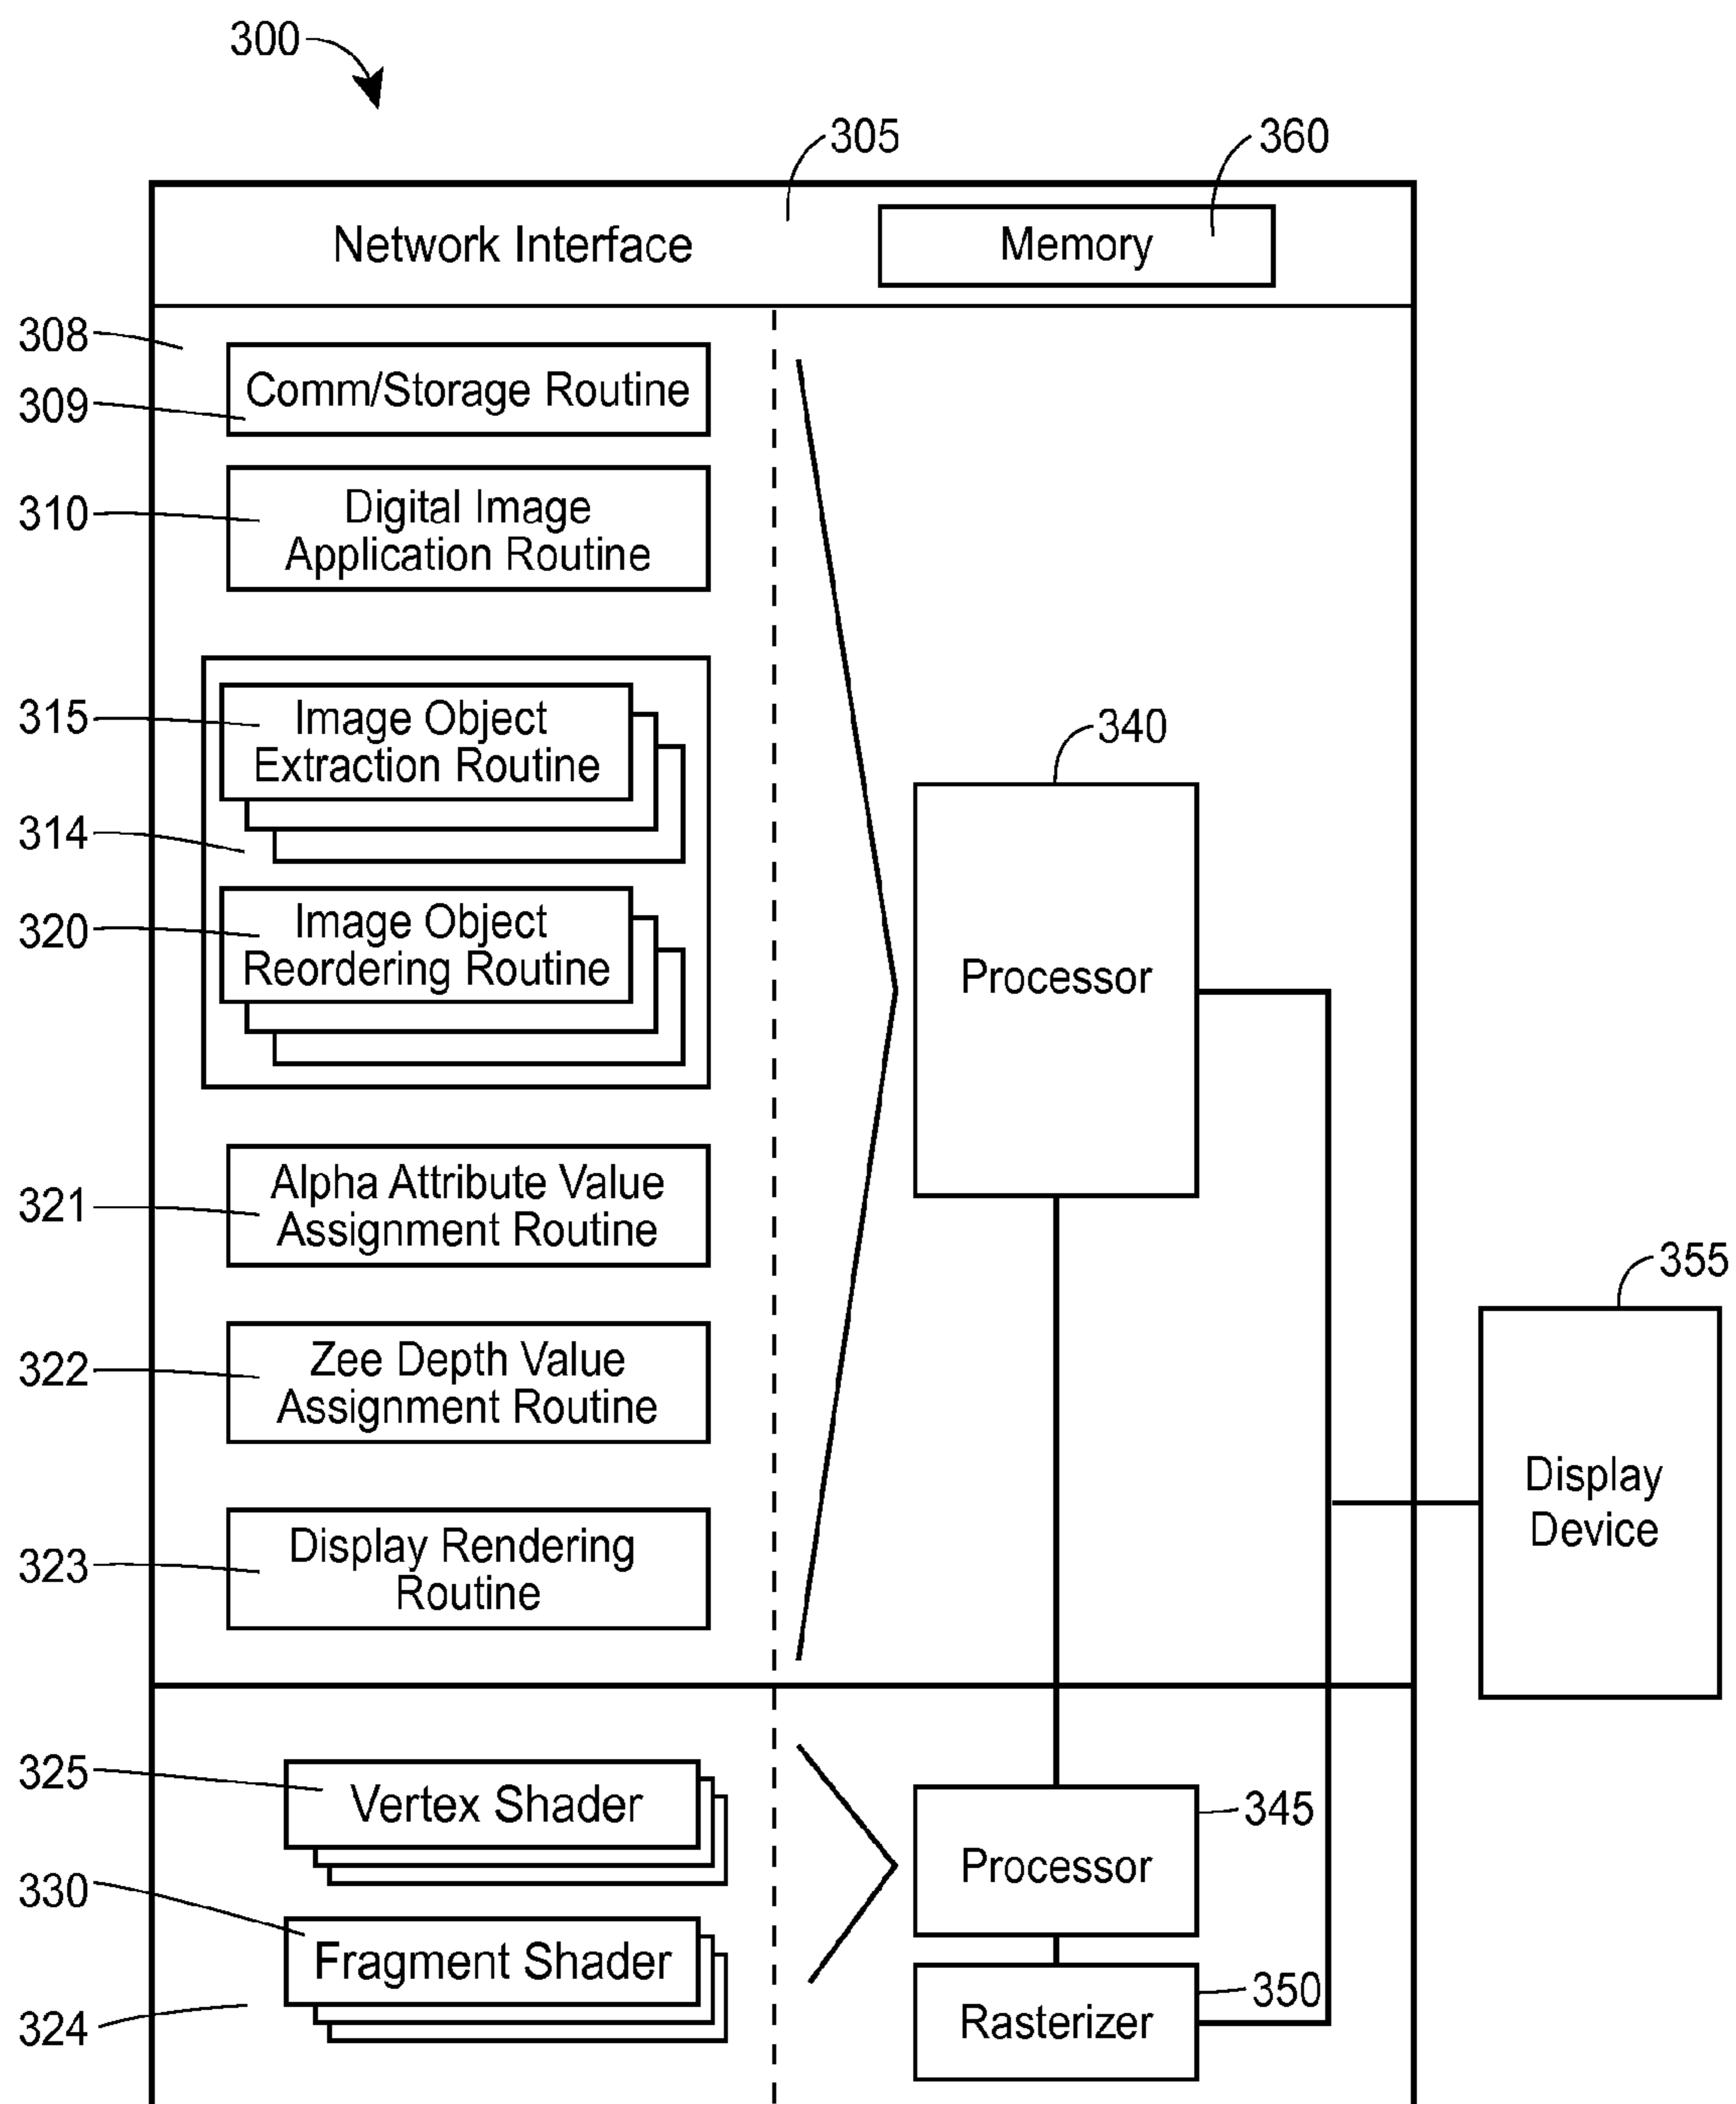 300
305
360
Network Interface
Memory
308
Comm/Storage Routine
309
310
Digital Image
Application Routine
315
Image Object
Extraction Routine
314
320
Image Object
Reordering Routine
340
Processor
321
Alpha Attribute Value
Assignment Routine
322
Zee Depth Value
Assignment Routine
355
Display
Device
323
Display Rendering
Routine
325
Vertex Shader
345
Processor
330
Fragment Shader
324
350
Rasterizer